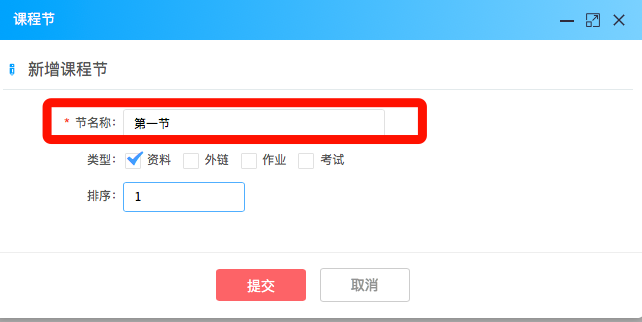 课程节
新增课程节
* 节名称： 第一节
类型： 资料 外链 作业 考试
排序： 1
提交 取消